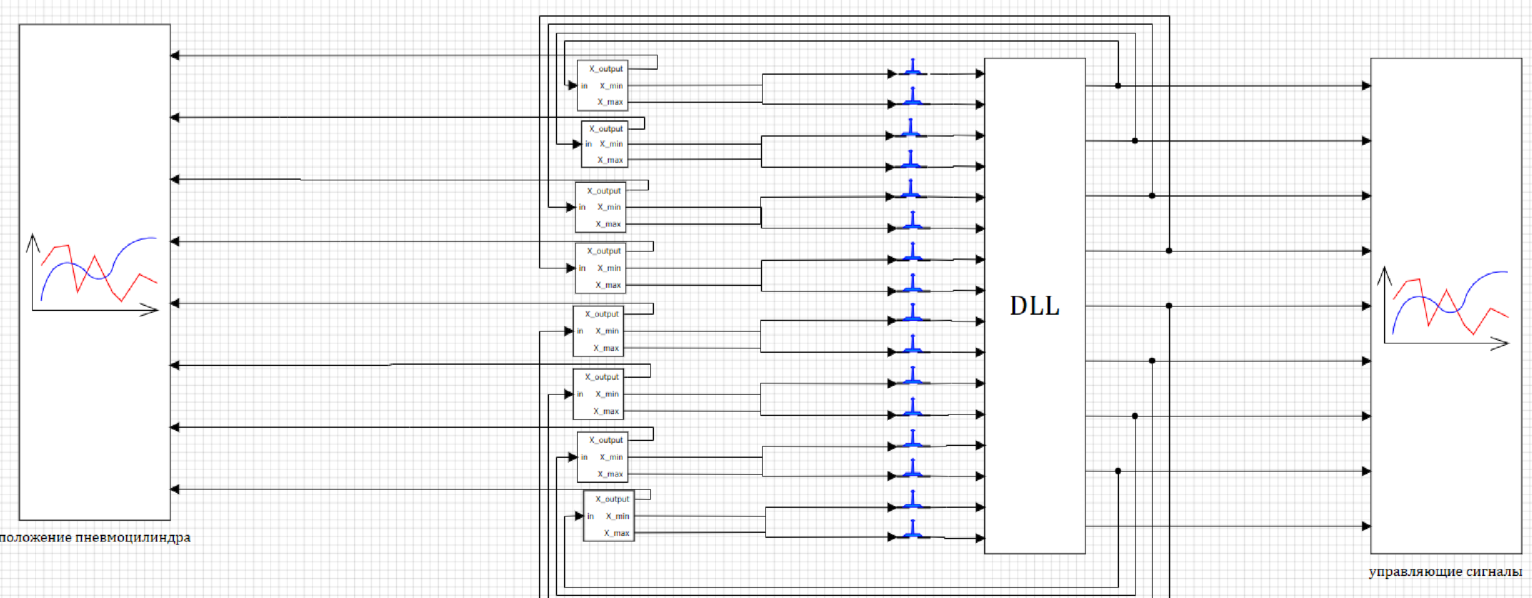 X_output
in X_min
X_max
X_output
in X_min
X_max
X_output
in X_min
X_max
X_output
in X_min
X_max
X_output
in X_min
X_max
X_output
in X_min
X_max
X_output
in X_min
X_max
X_output
in X_min
X_max
DLL
положение пневмоцилиндра
управляющие сигналы